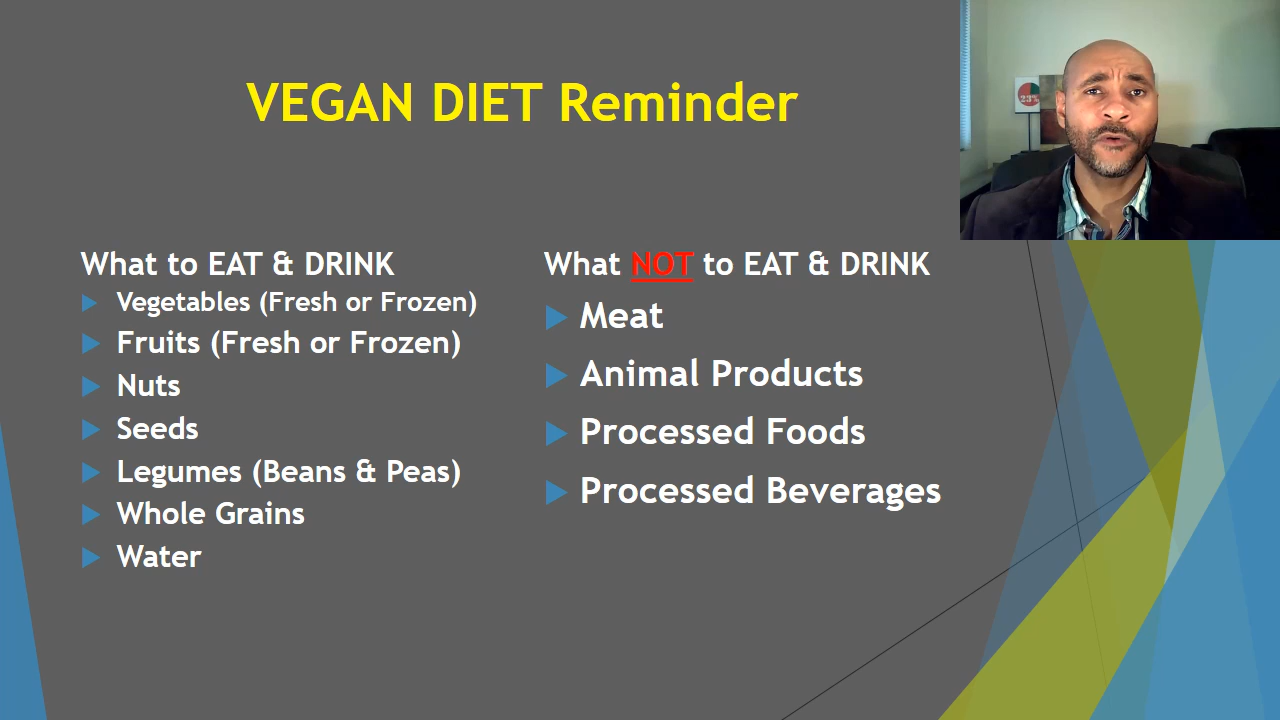 VEGAN DIET Reminder
What to EAT & DRINK
Vegetables (Fresh or Frozen)
Fruits (Fresh or Frozen)
Nuts
Seeds
Legumes (Beans & Peas)
Whole Grains
Water
What NOT to EAT & DRINK
Meat
Animal Products
Processed Foods
Processed Beverages
23%